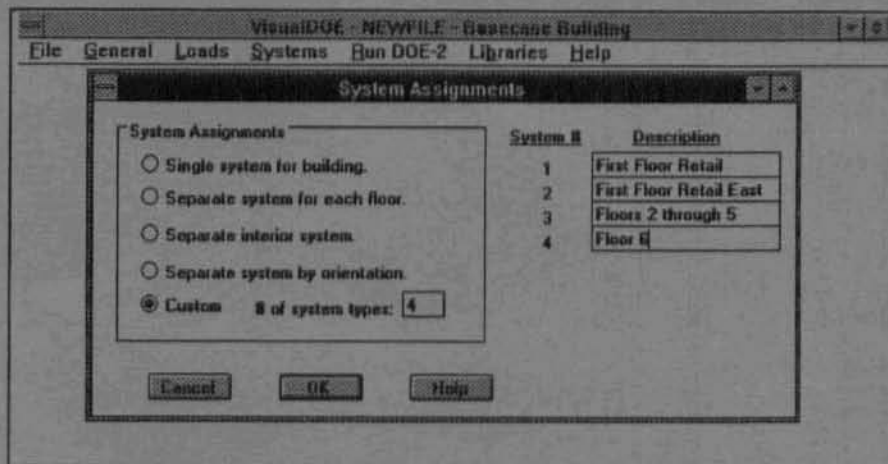 VisualDOE - NEWFILE - Basecase Building
File General Loads Systems Run DOE-2 Libraries Help
System Assignments
System Assignments
Single system for building.
Separate system for each floor.
Separate interior system.
Separate system by orientation.
Custom # of system types: 4
System # Description
1 First Floor Retail
2 First Floor Retail East
3 Floors 2 through 5
4 Floor 6
Cancel OK Help